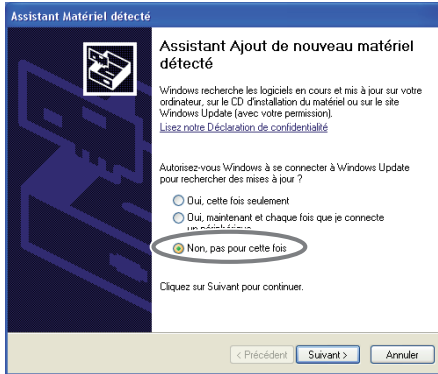 Assistant Matériel détecté
Assistant Ajout de nouveau matériel
détecté
Windows recherche les logiciels en cours et mis à jour sur votre
ordinateur, sur le CD d'installation du matériel ou sur le site
Windows Update (avec votre permission).
Lisez notre Déclaration de confidentialité
Autorisez-vous Windows à se connecter à Windows Update
pour rechercher des mises à jour ?
Oui, cette fois seulement
Oui, maintenant et chaque fois que je connecte
un périphérique
Non, pas pour cette fois
Cliquez sur Suivant pour continuer.
< Précédent Suivant > Annuler